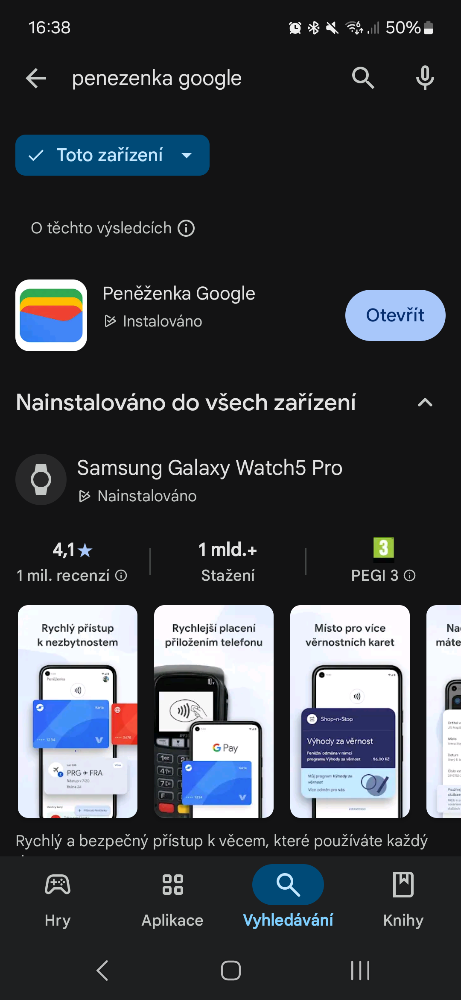 16:38
50%
penezenka google
Toto zařízení
O těchto výsledcích
Peněženka Google
Instalováno
Otevřít
Nainstalováno do všech zařízení
Samsung Galaxy Watch5 Pro
Nainstalováno
4,1★
1 mil. recenzí
1 mld.+
Stažení
3
PEGI 3
Rychlý přístup
k nezbytnostem
Peněženka
Karta
•••• 1234
•••• 5678
PRG ✈ FRA
Nástup v 7:20
Brána 24
Rychlejší placení
přiložením telefonu
G Pay
Karta
•••• 1234
Místo pro více
věrnostních karet
Shop-n-Stop
Výhody za věrnost
Peněžní odměna v rámci
programu Výhody za věrnost
56,00 Kč
Můj program Výhody za
věrnost
Více odměn pro vás
Zobrazit kód
Na
máte
Místo
Datum
Rychlý a bezpečný přístup k věcem, které používáte každý
Hry
Aplikace
Vyhledávání
Knihy